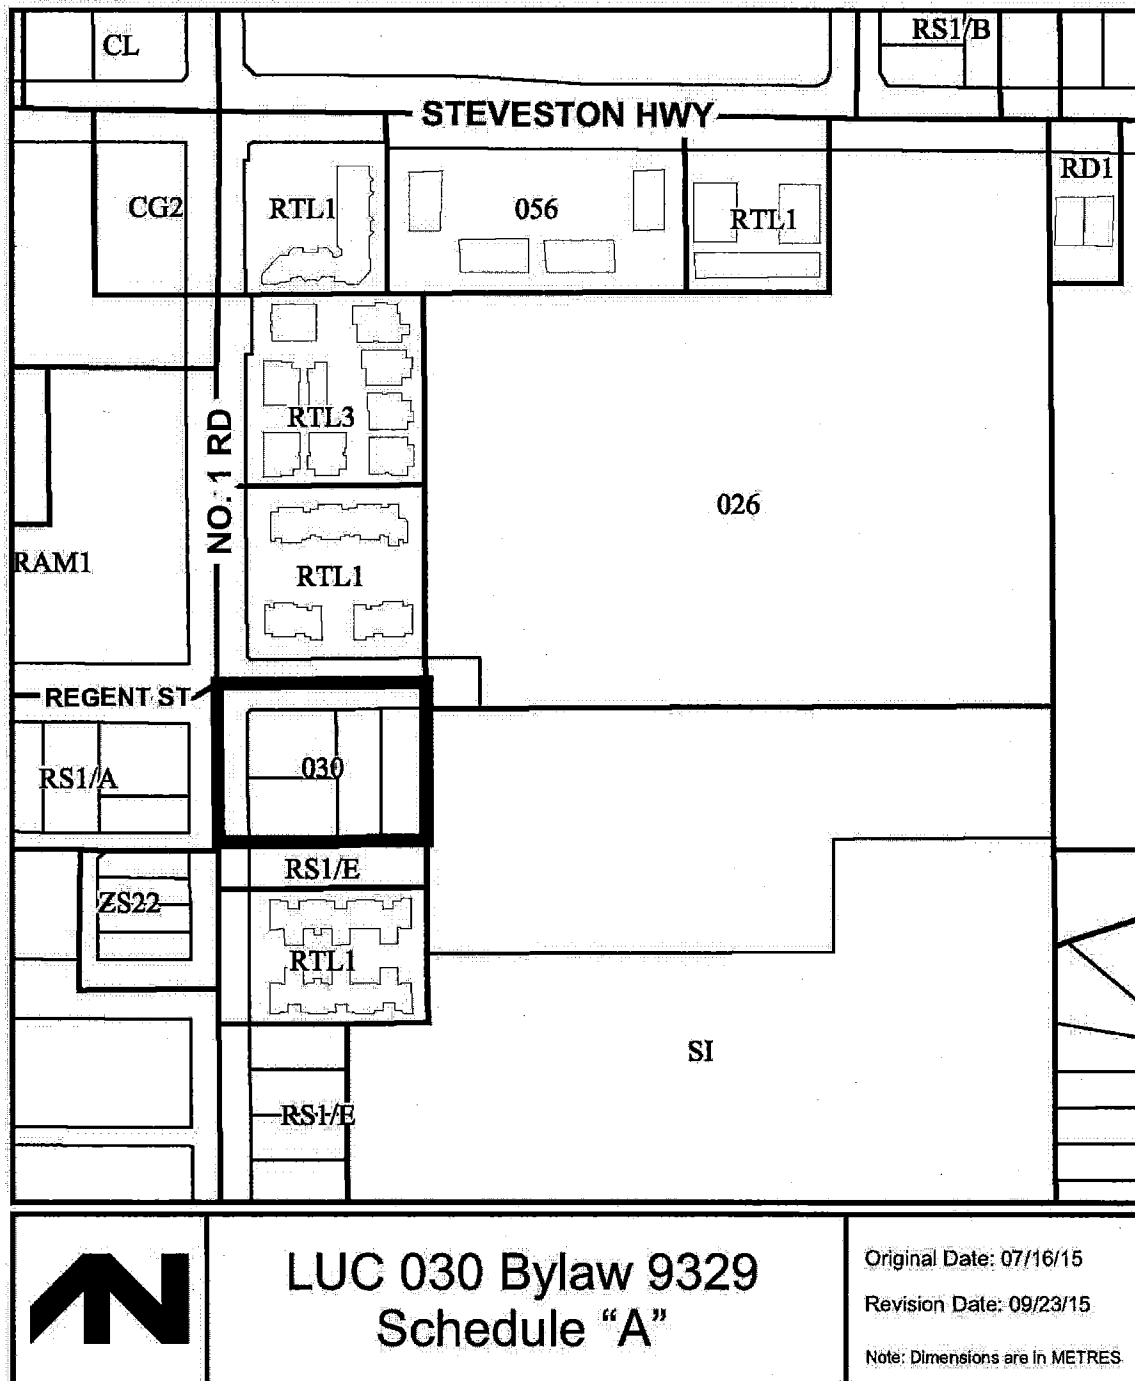 CL
RS1/B
STEVESTON HWY
CG2
RTL1
056
RTL1
RD1
NO. 1 RD
RTL3
026
RAM1
RTL1
REGENT ST
RS1/A
030
RS1/E
ZS22
RTL1
SI
RS1/E
LUC 030 Bylaw 9329
Schedule “A”
Original Date: 07/16/15
Revision Date: 09/23/15
Note: Dimensions are in METRES